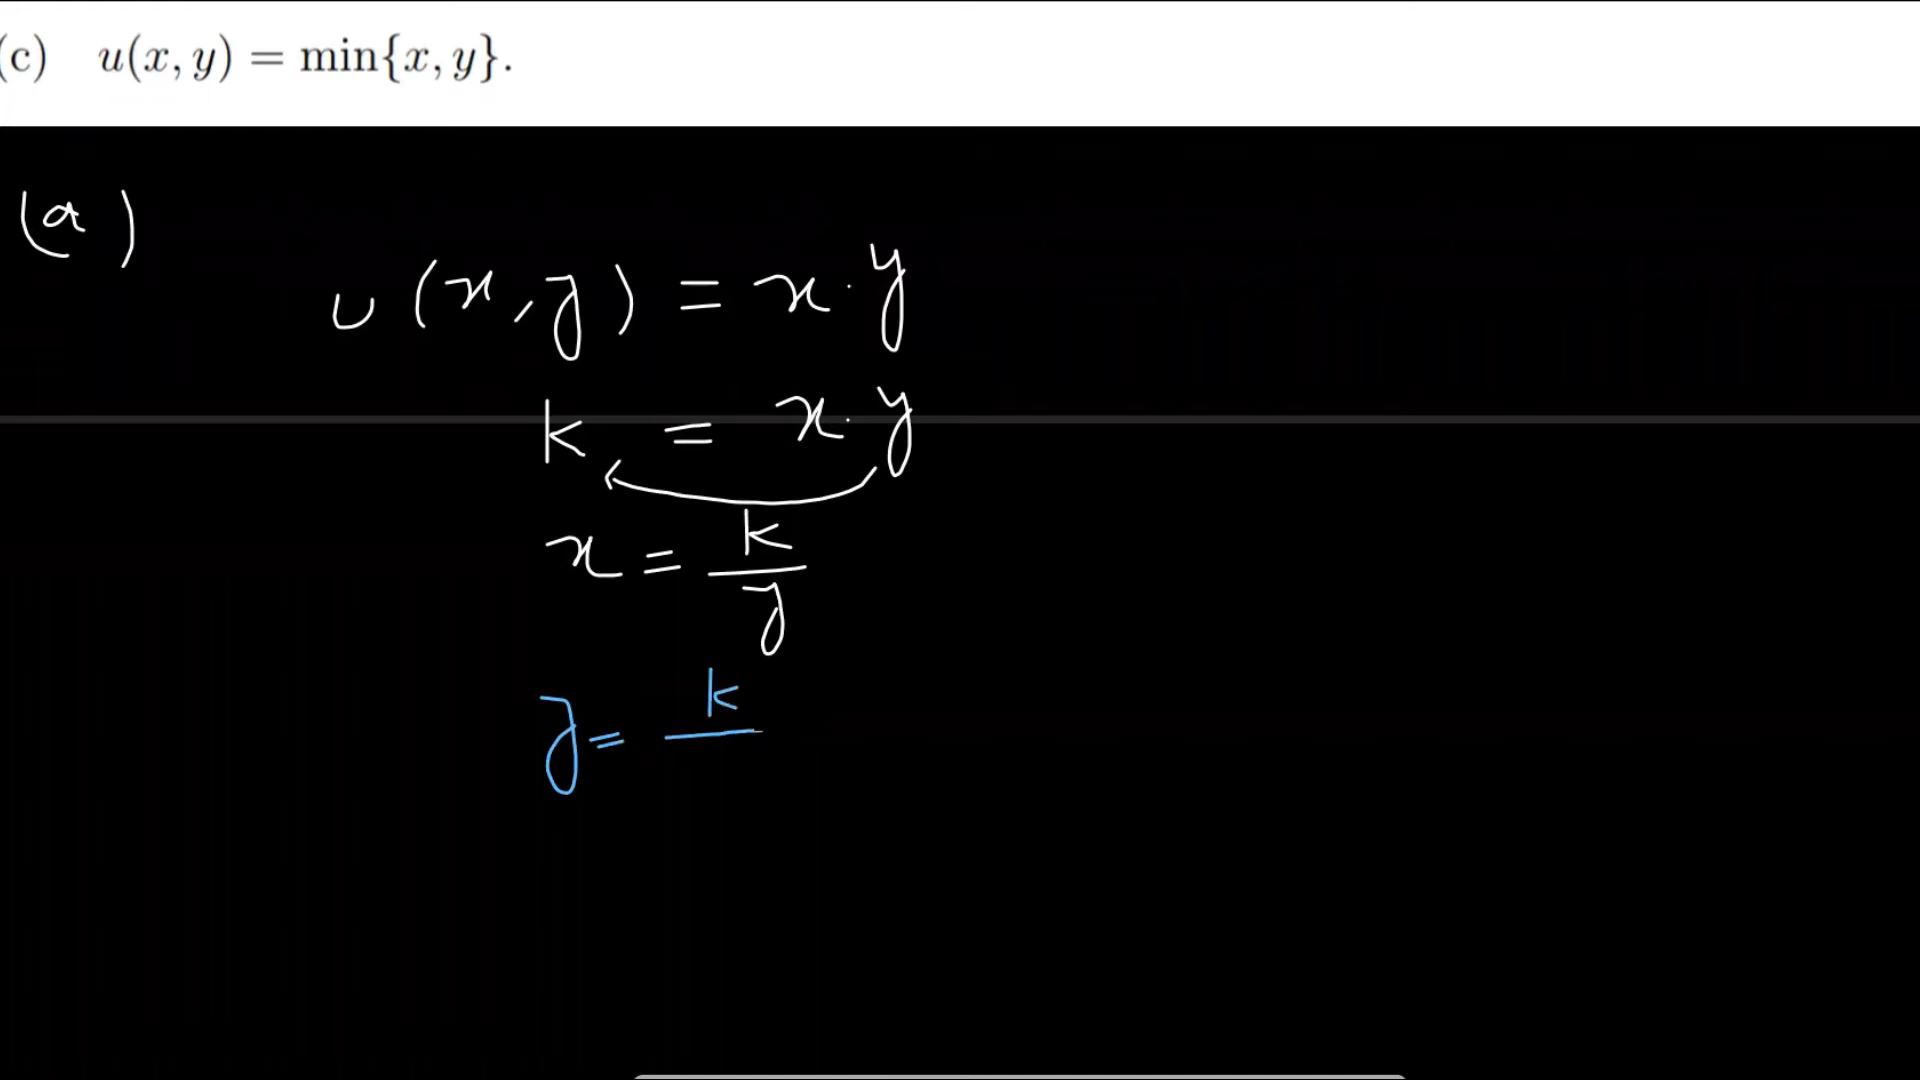 (c) u(x, y) = min{x, y}.
(a)
u (x, y) = x · y
k = x · y
x = k / y
y = k /